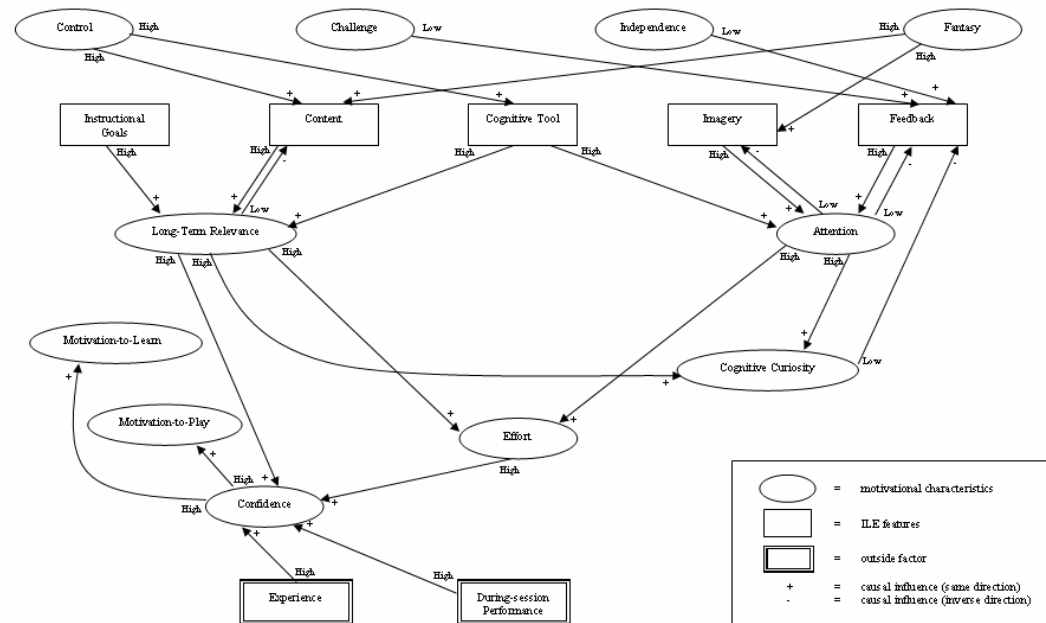 Control
High
High
Challenge
Low
Independence
Low
High
Fantasy
High
+
+
+
+
+
+
Instructional
Goals
Content
Cognitive Tool
Imagery
Feedback
High
High
-
High
High
High
-
High
-
-
+
+
Low
+
+
+
Low
+
Low
Long-Term Relevance
Attention
High
High
High
High
High
Motivation-to-Learn
+
+
Cognitive Curiosity
Low
+
Motivation-to-Play
+
+
+
Effort
High
High
+
High
Confidence
+
+
+
High
High
Experience
During-session
Performance
= motivational characteristics
= ILE features
= outside factor
+ = causal influence (same direction)
- = causal influence (inverse direction)